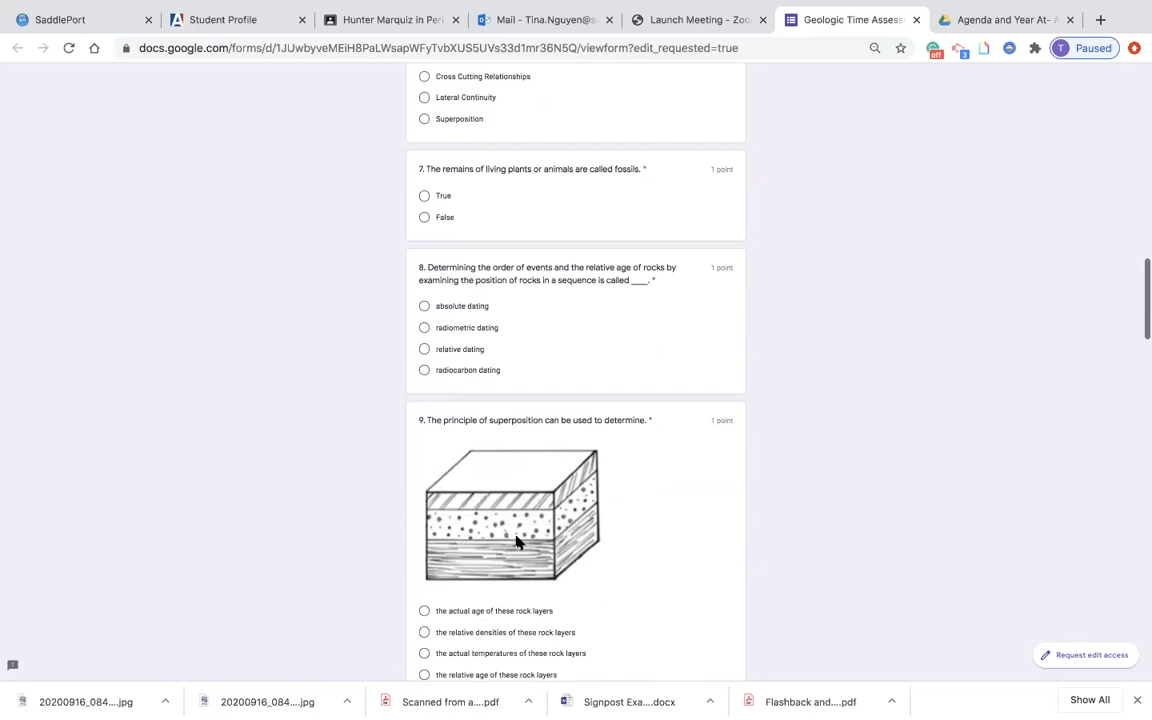 SaddlePort
Student Profile
Hunter Marquiz in Peri
Mail - Tina.Nguyen@s
Launch Meeting - Zoo
Geologic Time Assess
Agenda and Year At- A
docs.google.com/forms/d/1JUwbyveMEiH8PaLWsapWFyTvbXUS5UVs33d1mr36N5Q/viewform?edit_requested=true
off
3
T
Paused
Cross Cutting Relationships
Lateral Continuity
Superposition
7. The remains of living plants or animals are called fossils. *
1 point
True
False
8. Determining the order of events and the relative age of rocks by
1 point
examining the position of rocks in a sequence is called ____. *
absolute dating
radiometric dating
relative dating
radiocarbon dating
9. The principle of superposition can be used to determine. *
1 point
the actual age of these rock layers
the relative densities of these rock layers
the actual temperatures of these rock layers
the relative age of these rock layers
Request edit access
20200916_084....jpg
20200916_084....jpg
Scanned from a....pdf
Signpost Exa....docx
Flashback and....pdf
Show All